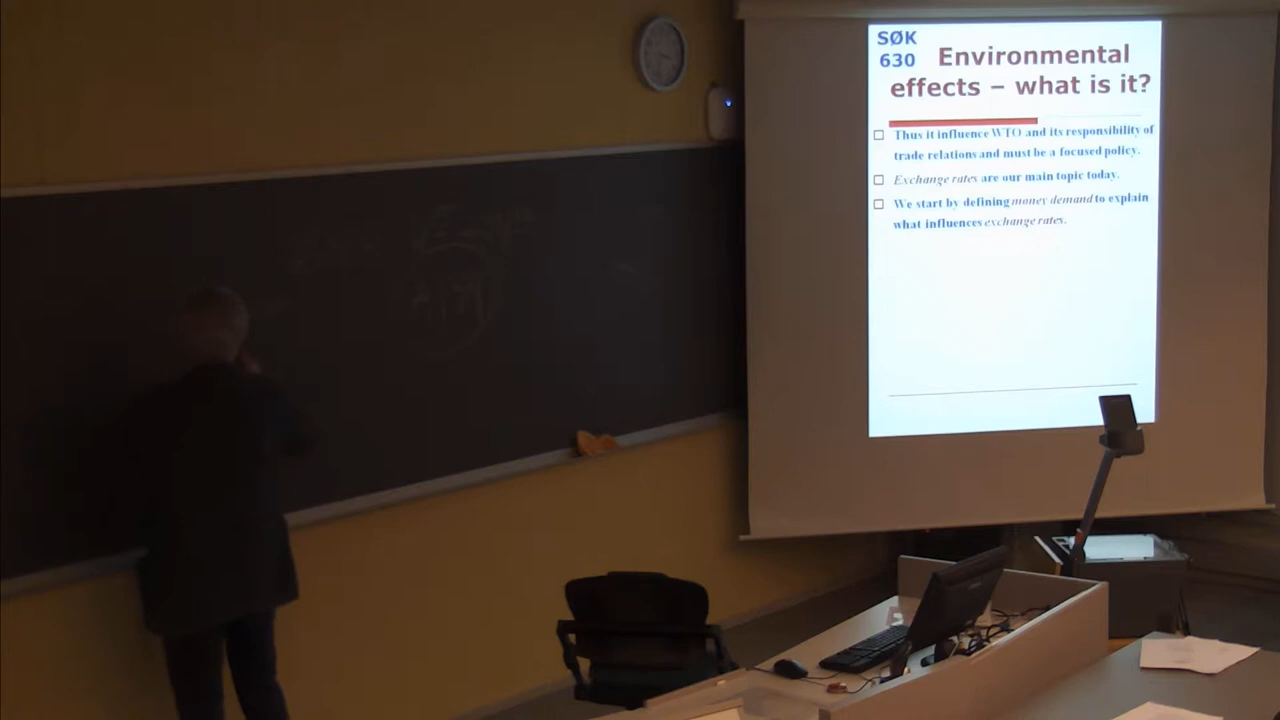 SØK
630
Environmental
effects – what is it?
Thus it influence WTO and its responsibility of
trade relations and must be a focused policy.
Exchange rates are our main topic today.
We start by defining money demand to explain
what influences exchange rates.